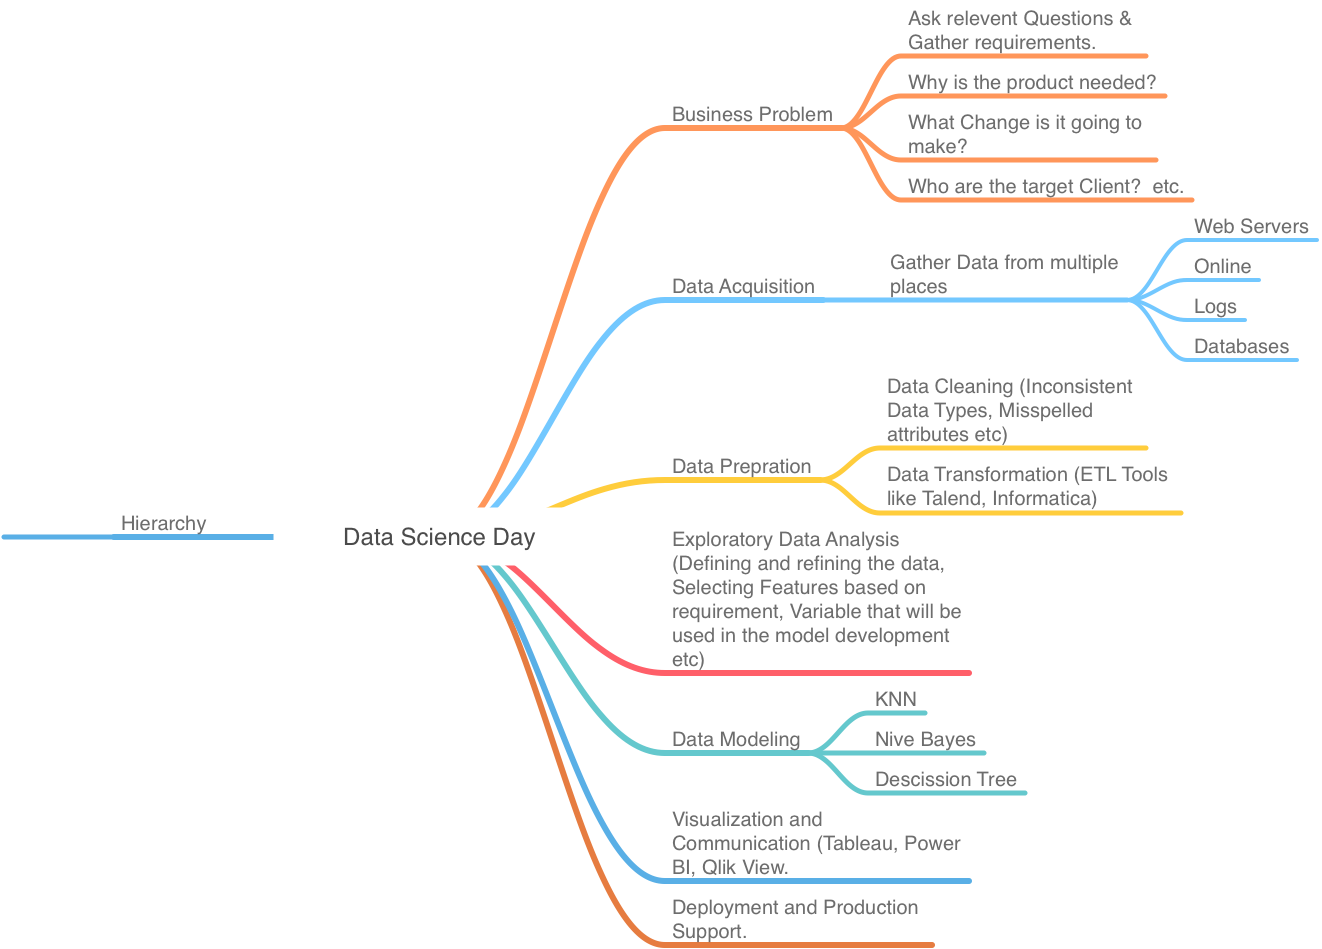 Ask relevent Questions &
Gather requirements.
Why is the product needed?
Business Problem
What Change is it going to
make?
Who are the target Client?  etc.
Web Servers
Gather Data from multiple
places
Data Acquisition
Online
Logs
Databases
Data Cleaning (Inconsistent
Data Types, Misspelled
attributes etc)
Data Prepration
Data Transformation (ETL Tools
like Talend, Informatica)
Hierarchy
Data Science Day
Exploratory Data Analysis
(Defining and refining the data,
Selecting Features based on
requirement, Variable that will be
used in the model development
etc)
KNN
Data Modeling
Nive Bayes
Descission Tree
Visualization and
Communication (Tableau, Power
BI, Qlik View.
Deployment and Production
Support.